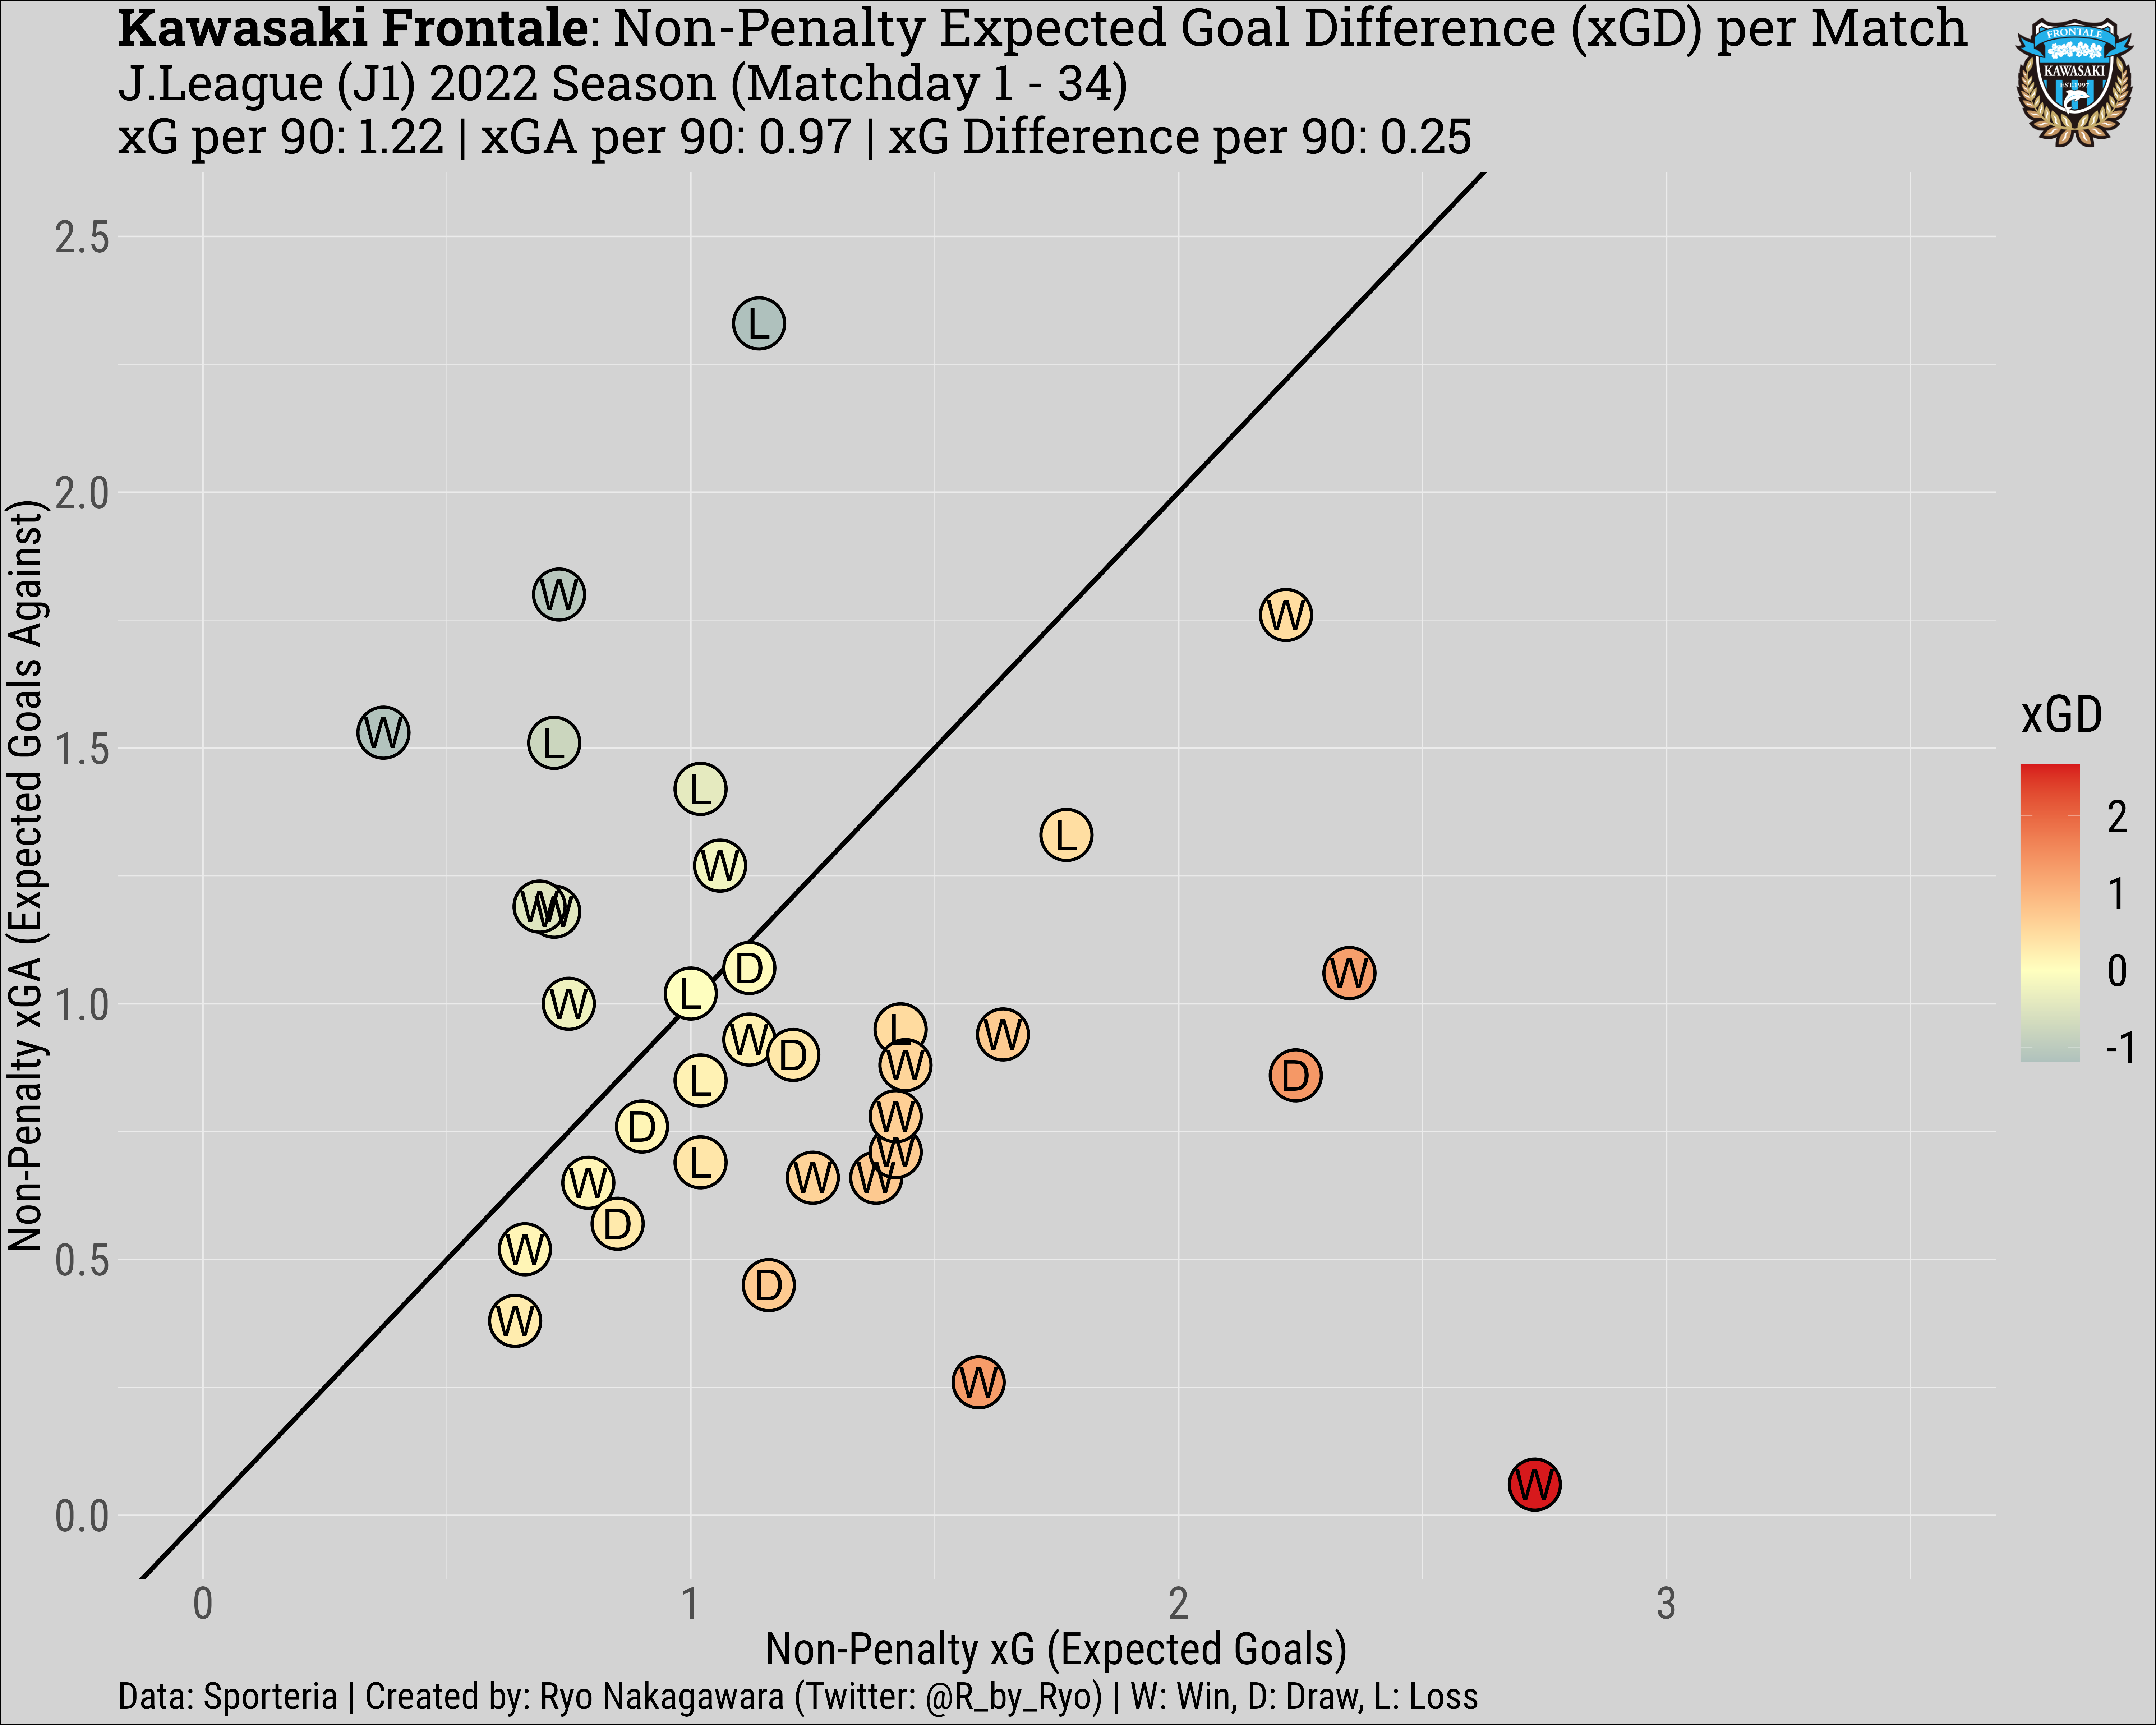 Kawasaki Frontale: Non-Penalty Expected Goal Difference (xGD) per Match
J.League (J1) 2022 Season (Matchday 1 - 34)
xG per 90: 1.22 | xGA per 90: 0.97 | xG Difference per 90: 0.25
FRONTALE
KAWASAKI
EST.1997
Non-Penalty xGA (Expected Goals Against)
2.5
2.0
1.5
1.0
0.5
0.0
L
W
W
W
L
L
L
W
W
W
D
W
L
W
L
W
W
D
L
W
D
D
W
L
W
D
W
W
W
W
D
W
W
W
xGD
2
1
0
-1
0
1
2
3
Non-Penalty xG (Expected Goals)
Data: Sporteria | Created by: Ryo Nakagawara (Twitter: @R_by_Ryo) | W: Win, D: Draw, L: Loss